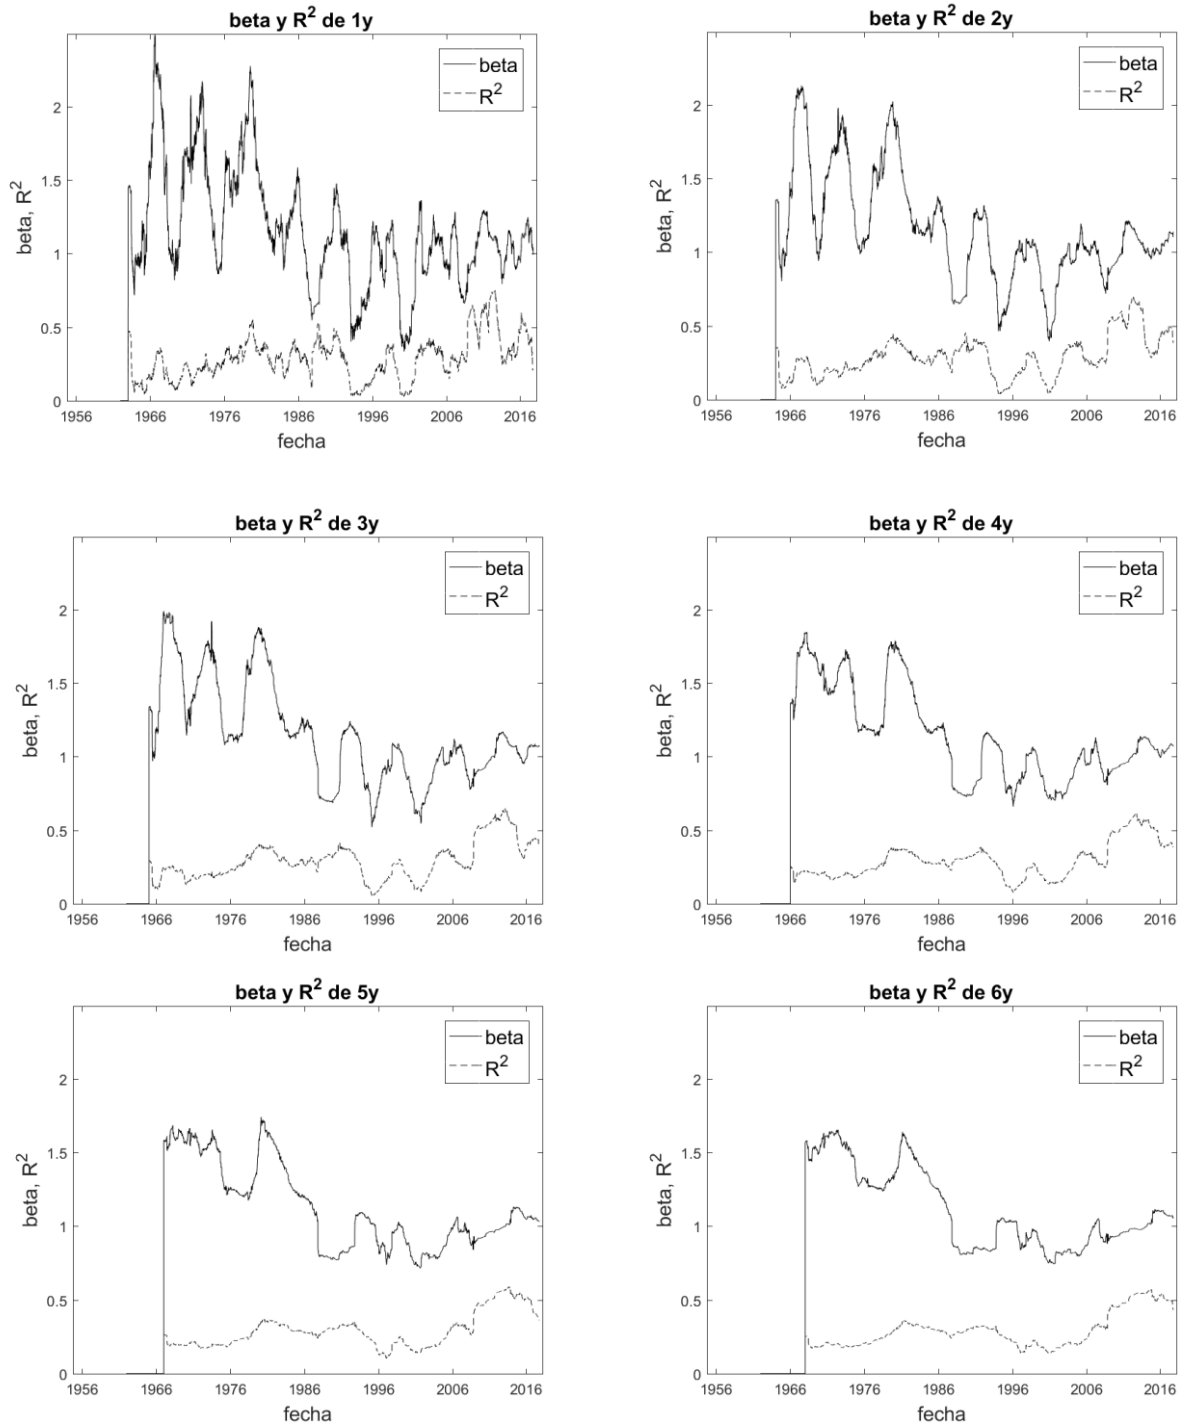 beta y R² de 1y
beta
R²
2
1.5
1
0.5
0
beta, R²
1956 1966 1976 1986 1996 2006 2016
fecha
beta y R² de 2y
beta
R²
2
1.5
1
0.5
0
beta, R²
1956 1966 1976 1986 1996 2006 2016
fecha
beta y R² de 3y
beta
R²
2
1.5
1
0.5
0
beta, R²
1956 1966 1976 1986 1996 2006 2016
fecha
beta y R² de 4y
beta
R²
2
1.5
1
0.5
0
beta, R²
1956 1966 1976 1986 1996 2006 2016
fecha
beta y R² de 5y
beta
R²
2
1.5
1
0.5
0
beta, R²
1956 1966 1976 1986 1996 2006 2016
fecha
beta y R² de 6y
beta
R²
2
1.5
1
0.5
0
beta, R²
1956 1966 1976 1986 1996 2006 2016
fecha